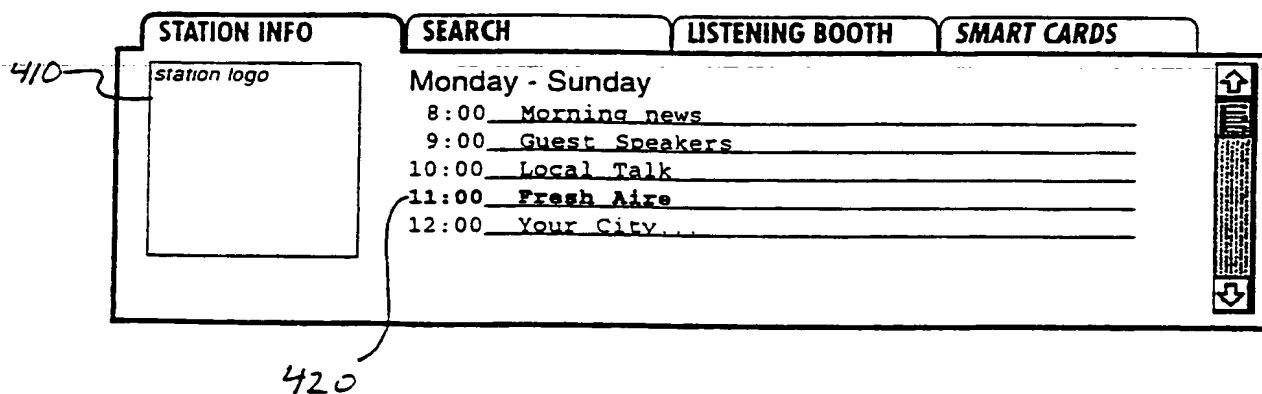 STATION INFO SEARCH LISTENING BOOTH SMART CARDS
410 station logo
Monday - Sunday
8:00 Morning news
9:00 Guest Speakers
10:00 Local Talk
11:00 Fresh Aire
12:00 Your City...
420